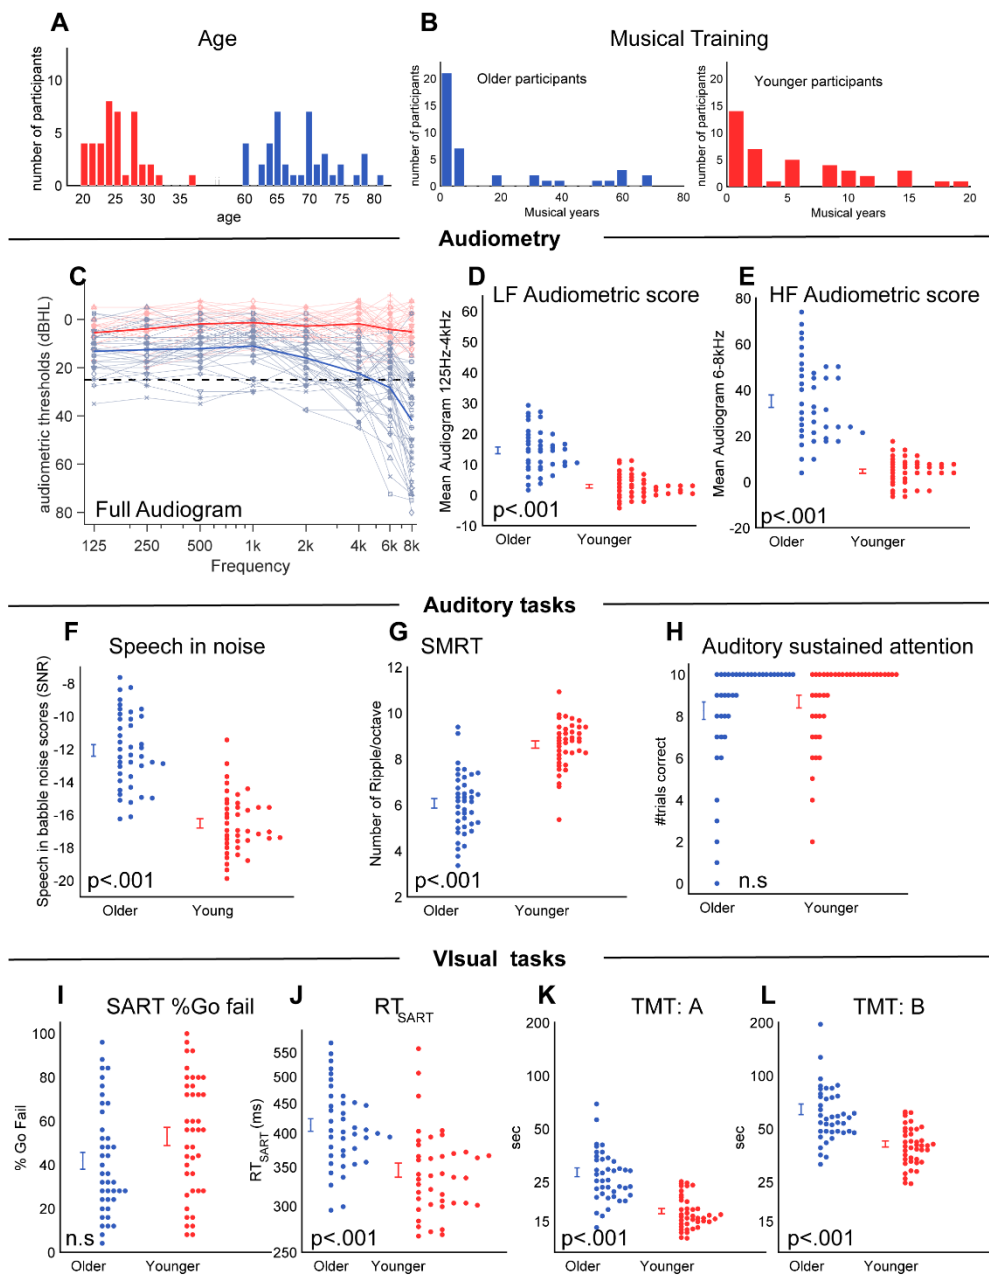 A
Age
number of participants
10
5
0
20 25 30 35 60 65 70 75 80
age
B
Musical Training
number of participants
20
15
10
5
0
Older participants
0 20 40 60 80
Musical years
number of participants
20
15
10
5
0
Younger participants
0 5 10 15 20
Musical years
Audiometry
C
audiometric thresholds (dBHL)
0
20
40
60
80
Full Audiogram
125 250 500 1k 2k 4k 6k 8k
Frequency
D
LF Audiometric score
Mean Audiogram 125Hz-4kHz
60
50
40
30
20
10
0
-10
p<.001
Older Younger
E
HF Audiometric score
Mean Audiogram 6-8kHz
80
60
40
20
0
-20
p<.001
Older Younger
Auditory tasks
F
Speech in noise
Speech in babble noise scores (SNR)
-8
-10
-12
-14
-16
-18
-20
p<.001
Older Young
G
SMRT
Number of Ripple/octave
12
10
8
6
4
2
p<.001
Older Younger
H
Auditory sustained attention
#trials correct
10
8
6
4
2
0
n.s
Older Younger
VIsual tasks
I
SART %Go fail
% Go Fail
100
80
60
40
20
0
n.s
Older Younger
J
RTSART
RTSART (ms)
550
500
450
400
350
300
250
p<.001
Older Younger
K
TMT: A
sec
200
100
50
25
15
p<.001
Older Younger
L
TMT: B
sec
200
100
50
25
15
p<.001
Older Younger